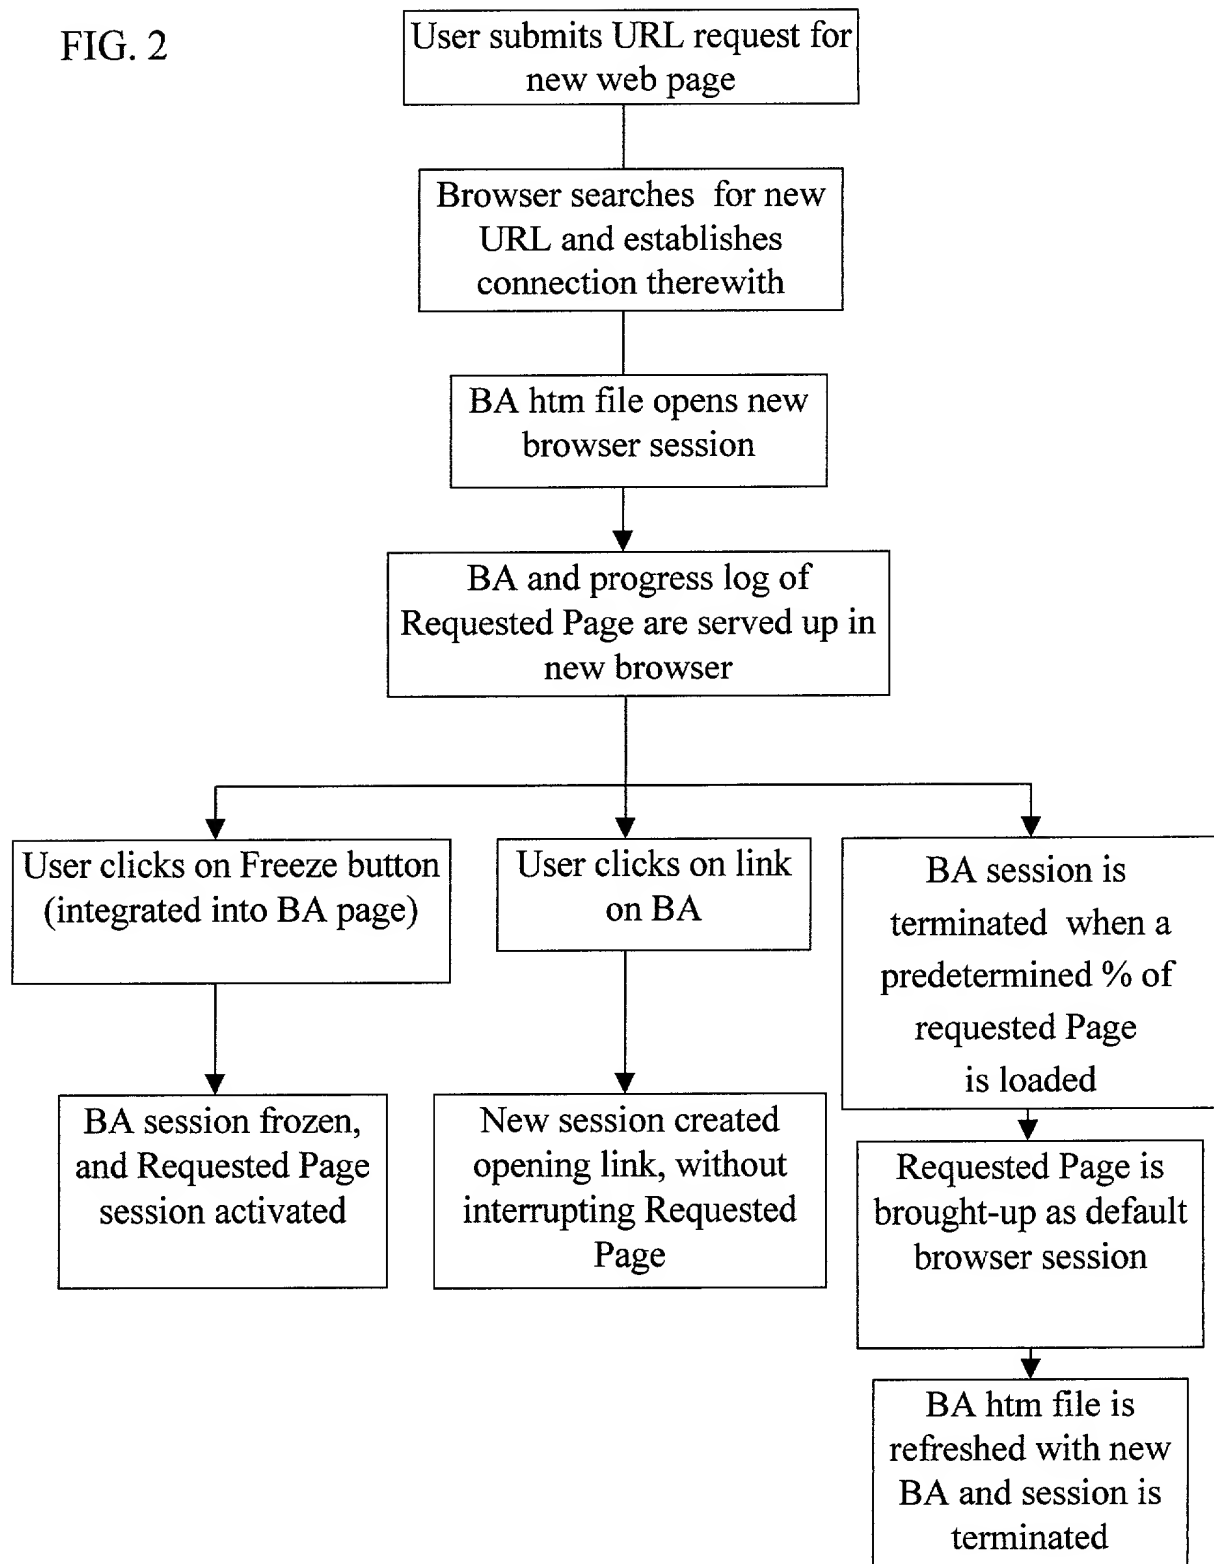 FIG. 2
User submits URL request for
new web page
Browser searches for new
URL and establishes
connection therewith
BA htm file opens new
browser session
BA and progress log of
Requested Page are served up in
new browser
User clicks on Freeze button
(integrated into BA page)
User clicks on link
on BA
BA session is
terminated when a
predetermined % of
requested Page
is loaded
BA session frozen,
and Requested Page
session activated
New session created
opening link, without
interrupting Requested
Page
Requested Page is
brought-up as default
browser session
BA htm file is
refreshed with new
BA and session is
terminated